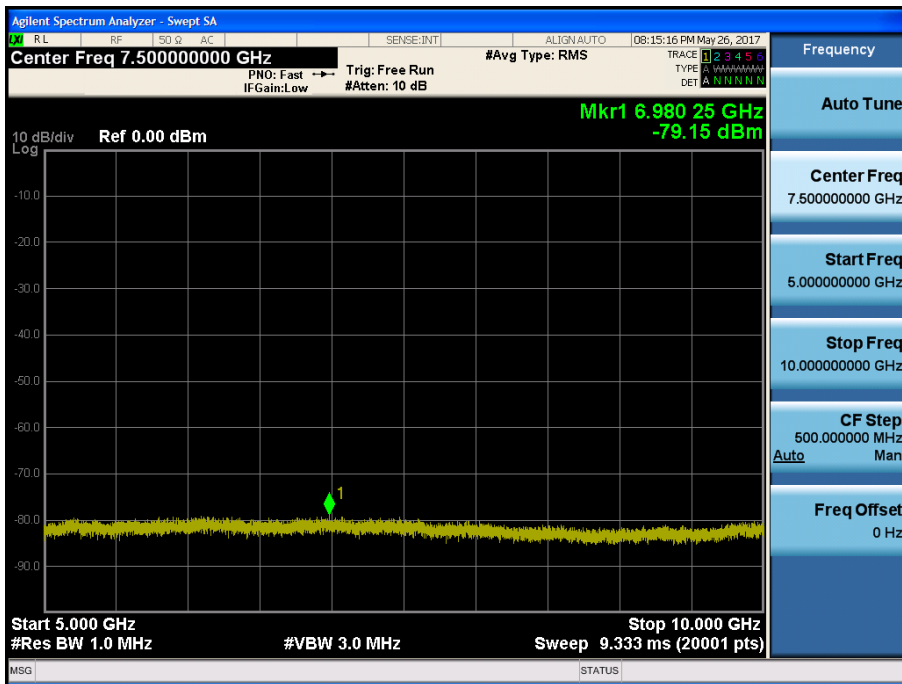 Agilent Spectrum Analyzer - Swept SA
LXI RL RF 50 Ω AC SENSE:INT ALIGN AUTO 08:15:16 PM May 26, 2017
Center Freq 7.500000000 GHz
PNO: Fast
IFGain:Low
Trig: Free Run
#Atten: 10 dB
#Avg Type: RMS
TRACE 1 2 3 4 5 6
TYPE A WWWWW
DET A N N N N N
Mkr1 6.980 25 GHz
-79.15 dBm
10 dB/div
Log
Ref 0.00 dBm
-10.0
-20.0
-30.0
-40.0
-50.0
-60.0
-70.0
-80.0
-90.0
1
Start 5.000 GHz
Stop 10.000 GHz
#Res BW 1.0 MHz
#VBW 3.0 MHz
Sweep 9.333 ms (20001 pts)
MSG
STATUS
Frequency
Auto Tune
Center Freq
7.500000000 GHz
Start Freq
5.000000000 GHz
Stop Freq
10.000000000 GHz
CF Step
500.000000 MHz
Auto Man
Freq Offset
0 Hz